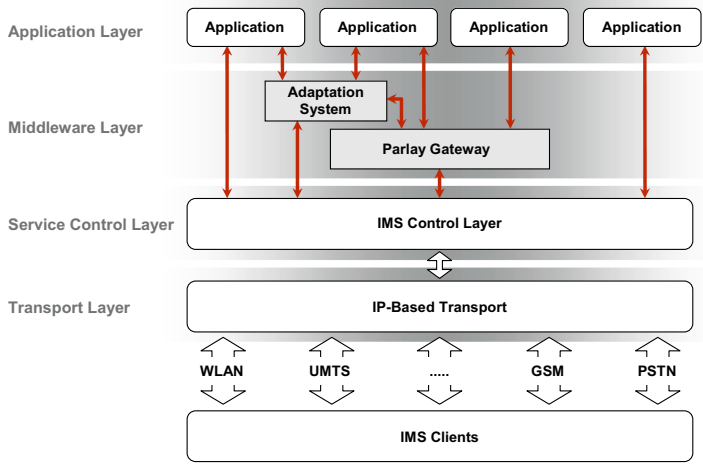 Application Layer
Application
Application
Application
Application
Middleware Layer
Adaptation
System
Parlay Gateway
Service Control Layer
IMS Control Layer
Transport Layer
IP-Based Transport
WLAN
UMTS
.....
GSM
PSTN
IMS Clients